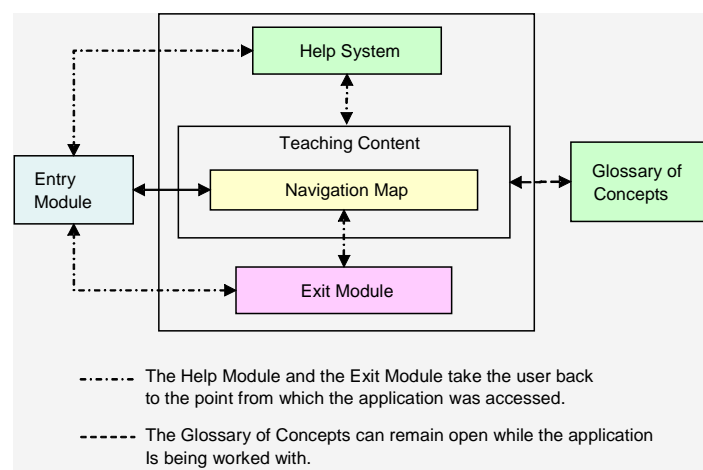 Help System
Teaching Content
Entry
Module
Navigation Map
Glossary of
Concepts
Exit Module
The Help Module and the Exit Module take the user back
to the point from which the application was accessed.
The Glossary of Concepts can remain open while the application
Is being worked with.